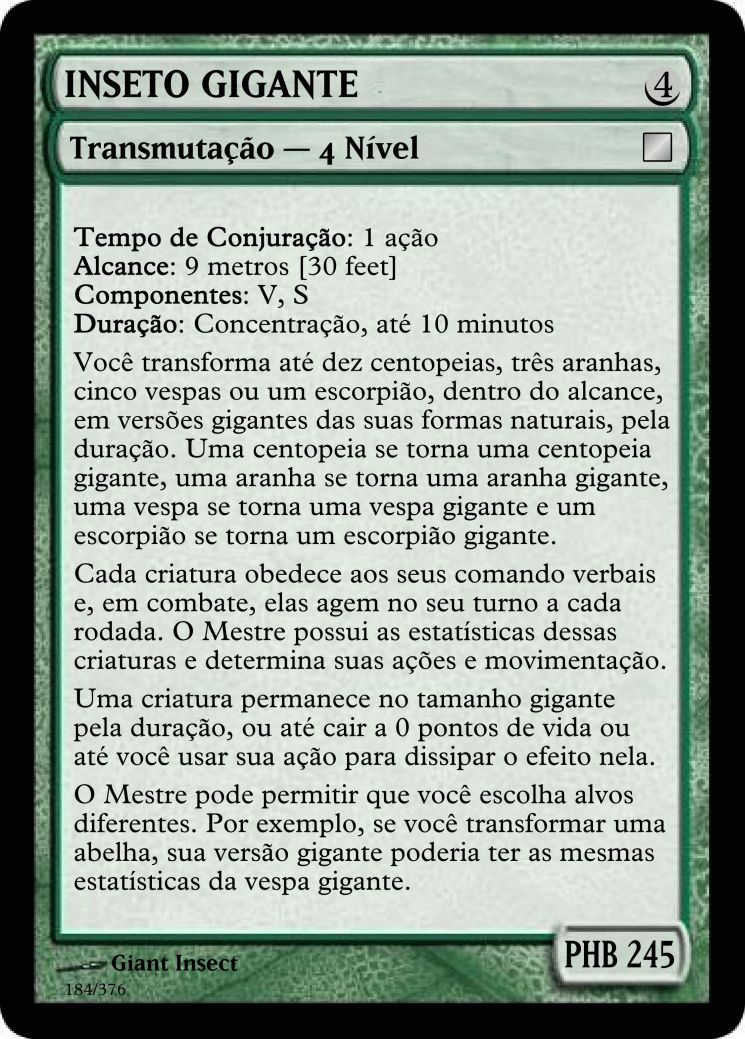 INSETO GIGANTE 4
Transmutação — 4 Nível
Tempo de Conjuração: 1 ação
Alcance: 9 metros [30 feet]
Componentes: V, S
Duração: Concentração, até 10 minutos
Você transforma até dez centopeias, três aranhas,
cinco vespas ou um escorpião, dentro do alcance,
em versões gigantes das suas formas naturais, pela
duração. Uma centopeia se torna uma centopeia
gigante, uma aranha se torna uma aranha gigante,
uma vespa se torna uma vespa gigante e um
escorpião se torna um escorpião gigante.
Cada criatura obedece aos seus comando verbais
e, em combate, elas agem no seu turno a cada
rodada. O Mestre possui as estatísticas dessas
criaturas e determina suas ações e movimentação.
Uma criatura permanece no tamanho gigante
pela duração, ou até cair a 0 pontos de vida ou
até você usar sua ação para dissipar o efeito nela.
O Mestre pode permitir que você escolha alvos
diferentes. Por exemplo, se você transformar uma
abelha, sua versão gigante poderia ter as mesmas
estatísticas da vespa gigante.
PHB 245
Giant Insect
184/376